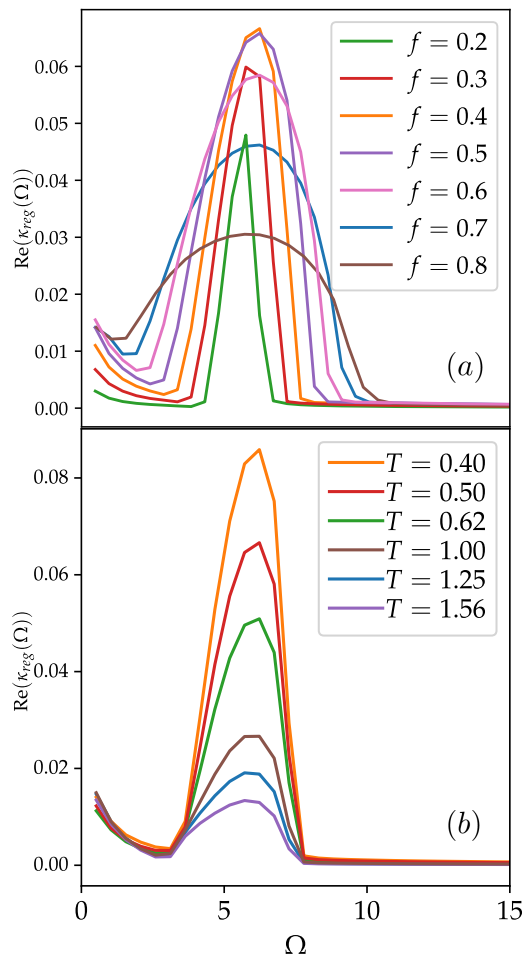 0.06
0.05
0.04
0.03
0.02
0.01
0.00
Re(κreg(Ω))
f = 0.2
f = 0.3
f = 0.4
f = 0.5
f = 0.6
f = 0.7
f = 0.8
(a)
0.08
0.06
0.04
0.02
0.00
Re(κreg(Ω))
T = 0.40
T = 0.50
T = 0.62
T = 1.00
T = 1.25
T = 1.56
(b)
0 5 10 15
Ω